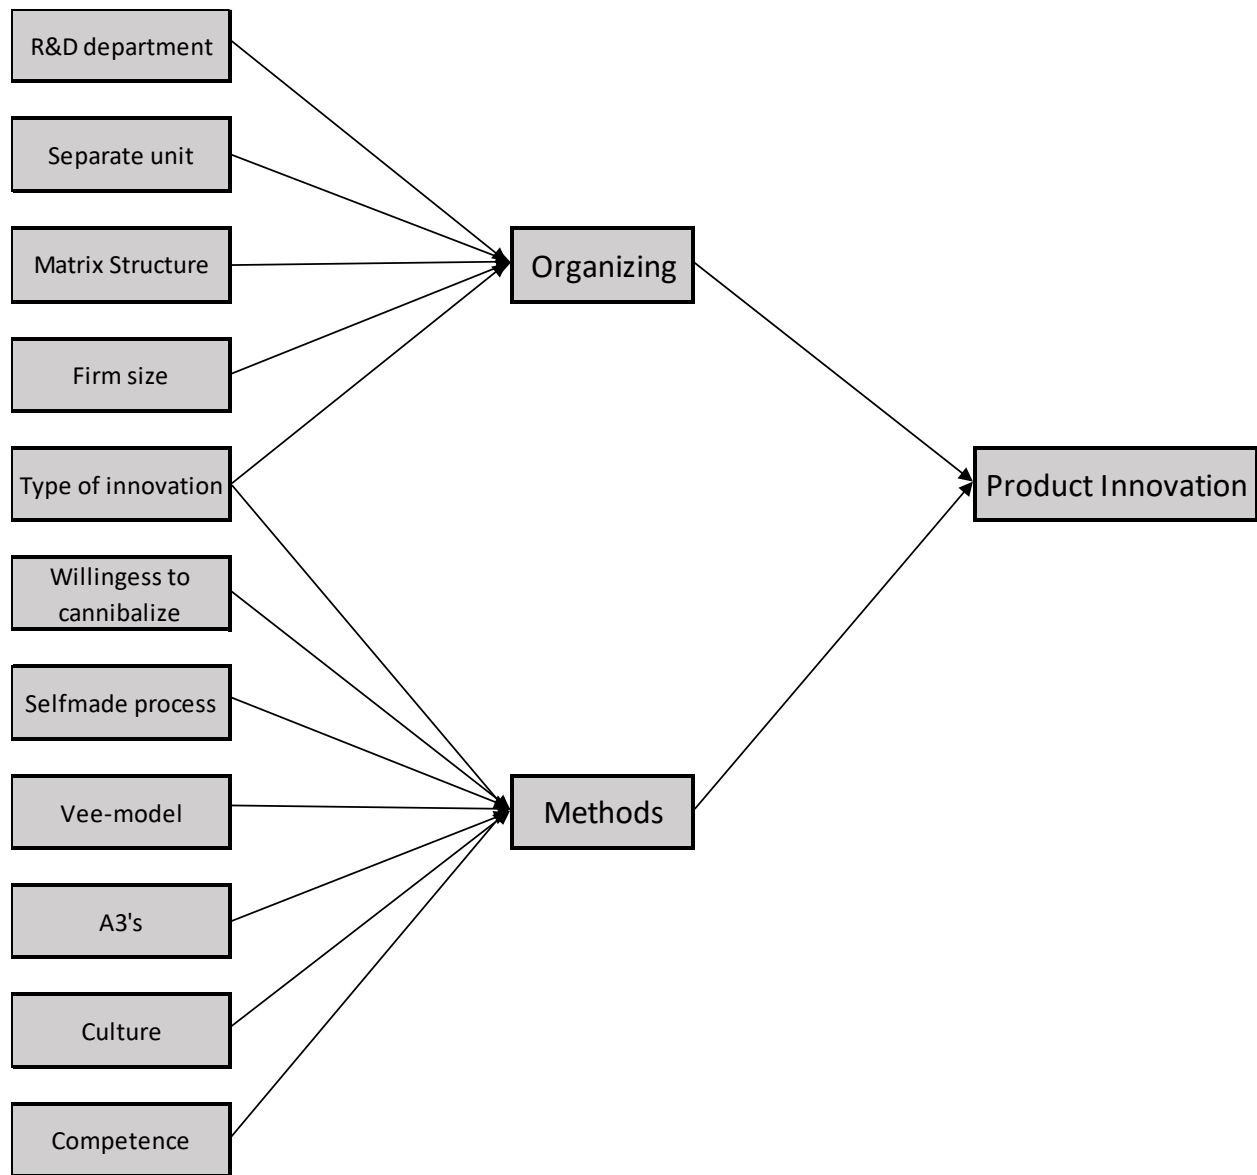 R&D department
Separate unit
Matrix Structure
Firm size
Type of innovation
Willingess to
cannibalize
Selfmade process
Vee-model
A3's
Culture
Competence
Organizing
Methods
Product Innovation